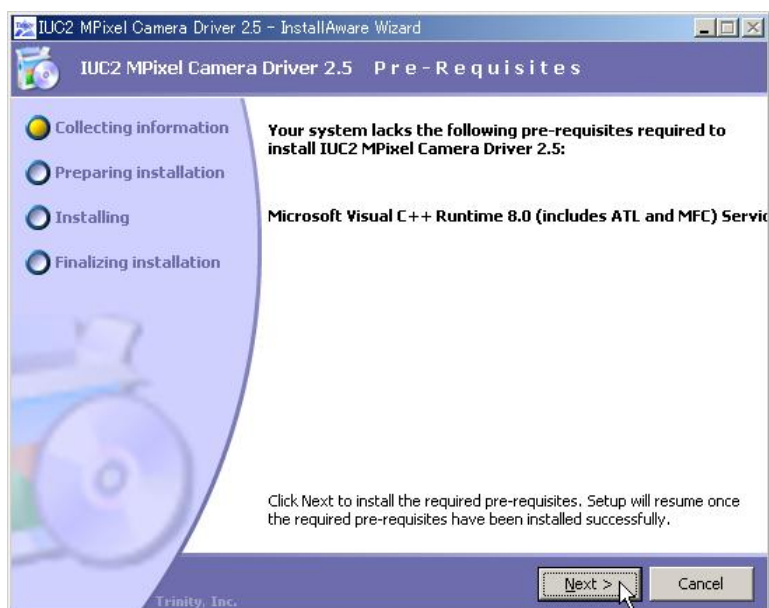 IUC2 MPixel Camera Driver 2.5 - InstallAware Wizard
IUC2 MPixel Camera Driver 2.5 Pre-Requisites
Collecting information
Preparing installation
Installing
Finalizing installation
Your system lacks the following pre-requisites required to
install IUC2 MPixel Camera Driver 2.5:
Microsoft Visual C++ Runtime 8.0 (includes ATL and MFC) Servic
Click Next to install the required pre-requisites. Setup will resume once
the required pre-requisites have been installed successfully.
Trinity, Inc.
Next >
Cancel